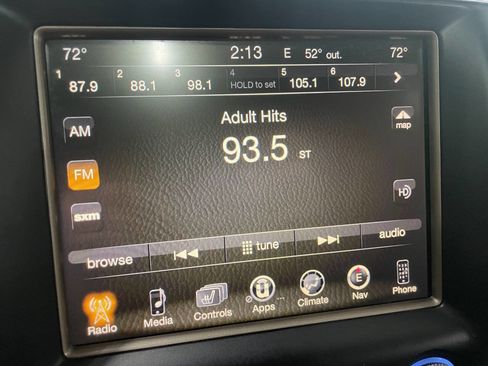 72° 2:13 E 52° out. 72°
1 87.9 2 88.1 3 98.1 4 HOLD to set 5 105.1 6 107.9
Adult Hits
AM map
93.5 ST
FM
sxm HD
browse tune audio
Radio Media Controls Apps... Climate E Nav Phone